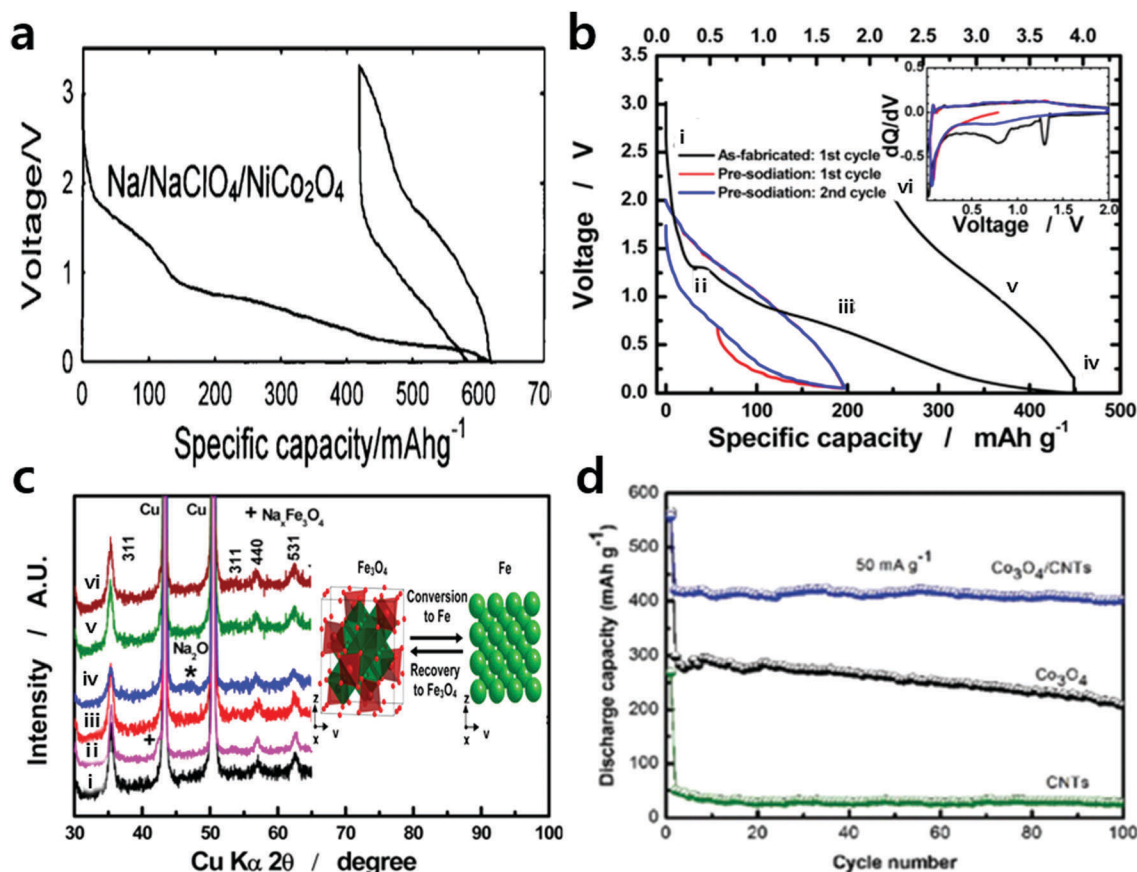 a
Voltage/V
3
2
1
0
Na/NaClO₄/NiCo₂O₄
0 100 200 300 400 500 600 70
Specific capacity/mAhg⁻¹
b
0.0 0.5 1.0 1.5 2.0 2.5 3.0 3.5 4.0
Voltage / V
3.5
3.0
2.5
2.0
1.5
1.0
0.5
0.0
i
As-fabricated: 1st cycle
Pre-sodiation: 1st cycle
Pre-sodiation: 2nd cycle
ii
iii
iv
v
vi
dQ/dV
0.5
0.0
-0.5
0.5 1.0 1.5 2.0
Voltage / V
0 100 200 300 400 500
Specific capacity / mAh g⁻¹
c
Intensity / A.U.
Cu Cu + NaₓFe₃O₄
311 311 440 531
vi
v
Na₂O
*
iv
iii
+
ii
i
Fe₃O₄ Fe
Conversion
to Fe
Recovery
to Fe₃O₄
z
x y
z
x y
30 40 50 60 70 80 90 100
Cu Kα 2θ / degree
d
Discharge capacity (mAh g⁻¹)
600
500
400
300
200
100
0
50 mA g⁻¹
Co₃O₄/CNTs
Co₃O₄
CNTs
0 20 40 60 80 100
Cycle number